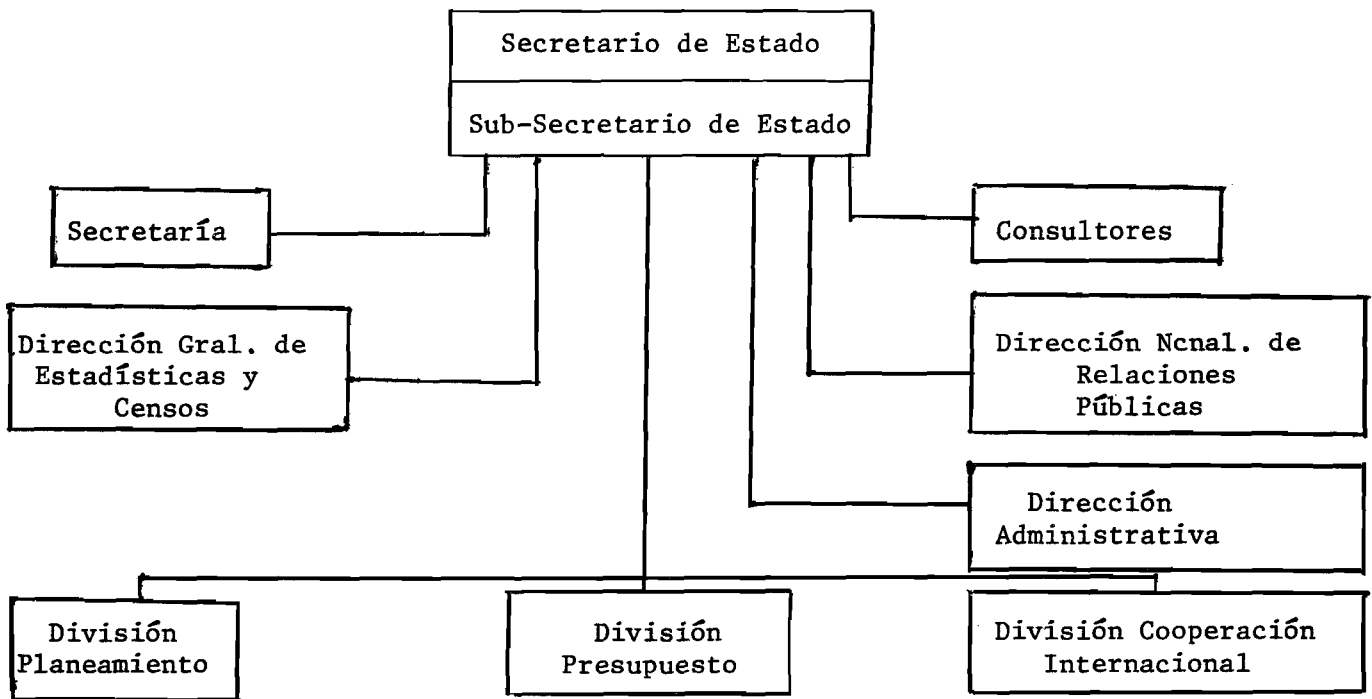 Secretario de Estado
Sub-Secretario de Estado
Secretaría
Consultores
Dirección Gral. de
Estadísticas y
Censos
Dirección Ncnal. de
Relaciones
Públicas
Dirección
Administrativa
División
Planeamiento
División
Presupuesto
División Cooperación
Internacional